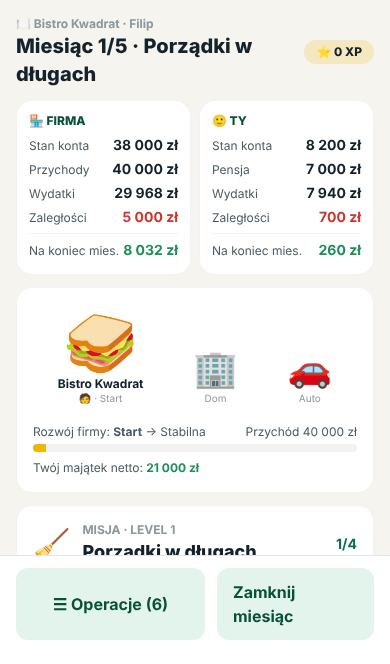 Bistro Kwadrat · Filip
Miesiąc 1/5 · Porządki w
długach
0 XP
FIRMA
Stan konta 38 000 zł
Przychody 40 000 zł
Wydatki 29 968 zł
Zaległości 5 000 zł
Na koniec mies. 8 032 zł
TY
Stan konta 8 200 zł
Pensja 7 000 zł
Wydatki 7 940 zł
Zaległości 700 zł
Na koniec mies. 260 zł
Bistro Kwadrat
· Start
Dom
Auto
Rozwój firmy: Start → Stabilna
Przychód 40 000 zł
Twój majątek netto: 21 000 zł
MISJA · LEVEL 1
Porządki w długach
1/4
☰ Operacje (6)
Zamknij
miesiąc